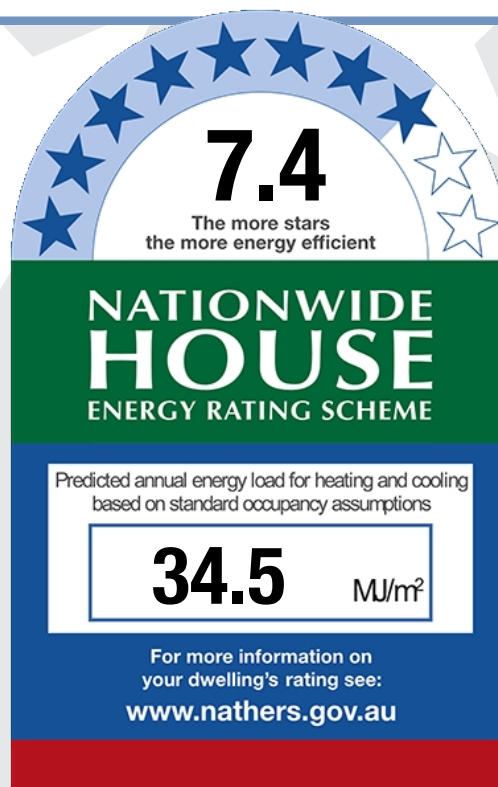 7.4
The more stars
the more energy efficient
NATIONWIDE
HOUSE
ENERGY RATING SCHEME
Predicted annual energy load for heating and cooling
based on standard occupancy assumptions
34.5 MJ/m²
For more information on
your dwelling's rating see:
www.nathers.gov.au